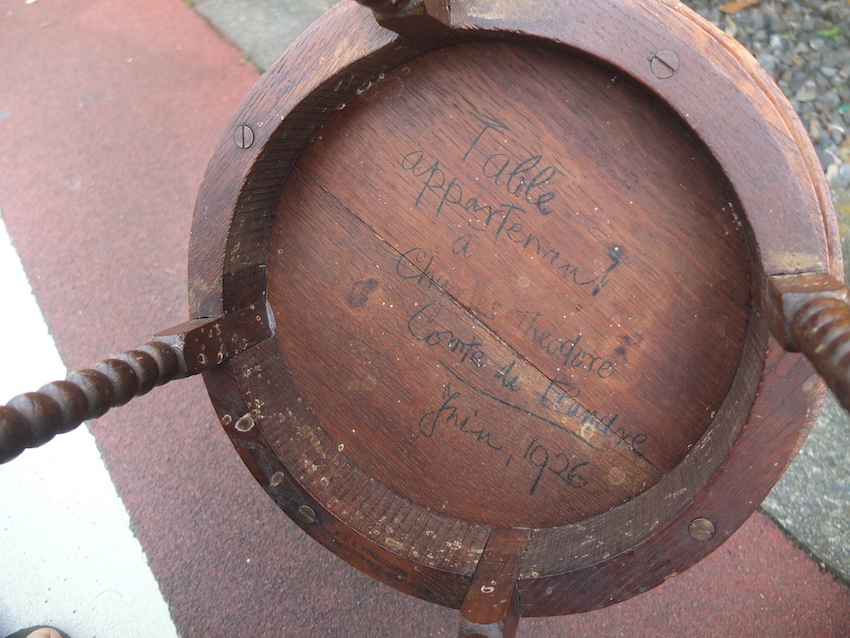 Table
appartenant
à
Charles Theodore
Comte de Flandre
Juin, 1926